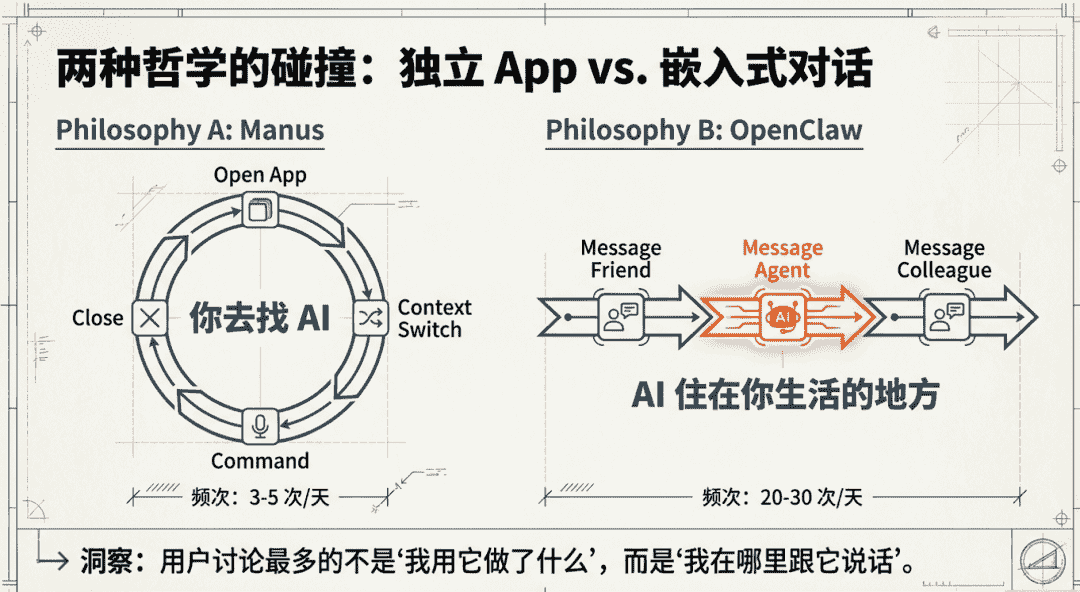 两种哲学的碰撞：独立 App vs. 嵌入式对话
Philosophy A: Manus
Open App
Close
你去找 AI
Context
Switch
Command
频次：3-5 次/天
Philosophy B: OpenClaw
Message
Friend
Message
Agent
Message
Colleague
AI
AI 住在你生活的地方
频次：20-30 次/天
洞察：用户讨论最多的不是‘我用它做了什么’，而是‘我在哪里跟它说话’。